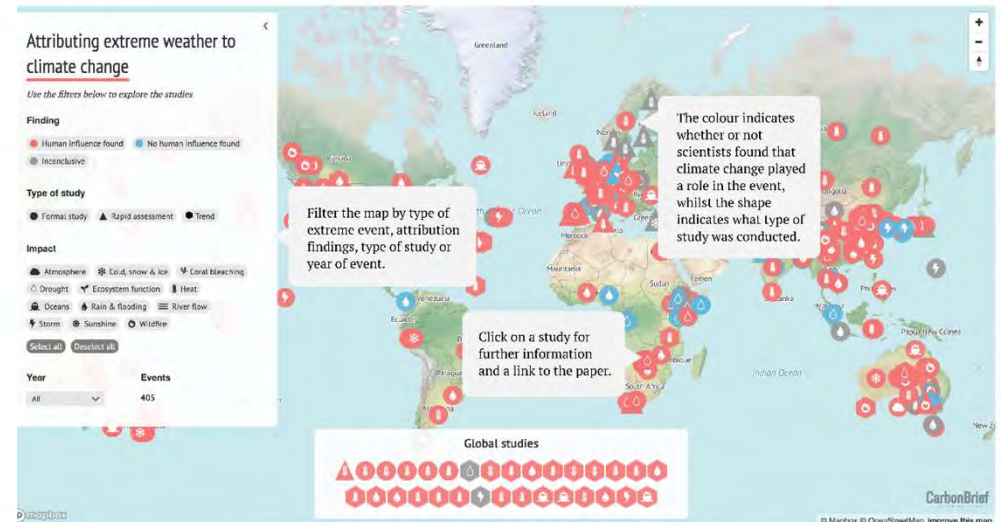 Attributing extreme weather to
climate change
Use the filters below to explore the studies
Finding
Human Influence found
No human influence found
Inconclusive
Type of study
Formal study
Rapid assessment
Trend
Impact
Atmosphere
Cold, snow & ice
Coral bleaching
Drought
Ecosystem function
Heat
Oceans
Rain & flooding
River flow
Storm
Sunshine
Wildfire
Select all
Deselect all
Year
Events
All
405
Filter the map by type of
extreme event, attribution
findings, type of study or
year of event.
The colour indicates
whether or not
scientists found that
climate change played
a role in the event,
whilst the shape
indicates what type of
study was conducted.
Click on a study for
further information
and a link to the paper.
Global studies
Greenland
Iceland
Canada
Ocean
Morocco
Mauritania
Sudan
Yemen
Venezuela
South Africa
Indian Ocean
Papua New Guinea
mapbox
CarbonBrief
© Mapbox © OpenStreetMap Improve this map